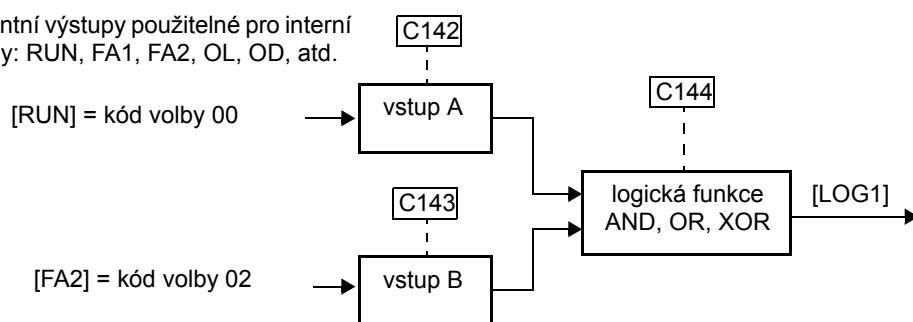 ntní výstupy použitelné pro interní
y: RUN, FA1, FA2, OL, OD, atd.
C142
[RUN] = kód volby 00
vstup A
C144
logická funkce
AND, OR, XOR
[LOG1]
C143
[FA2] = kód volby 02
vstup B